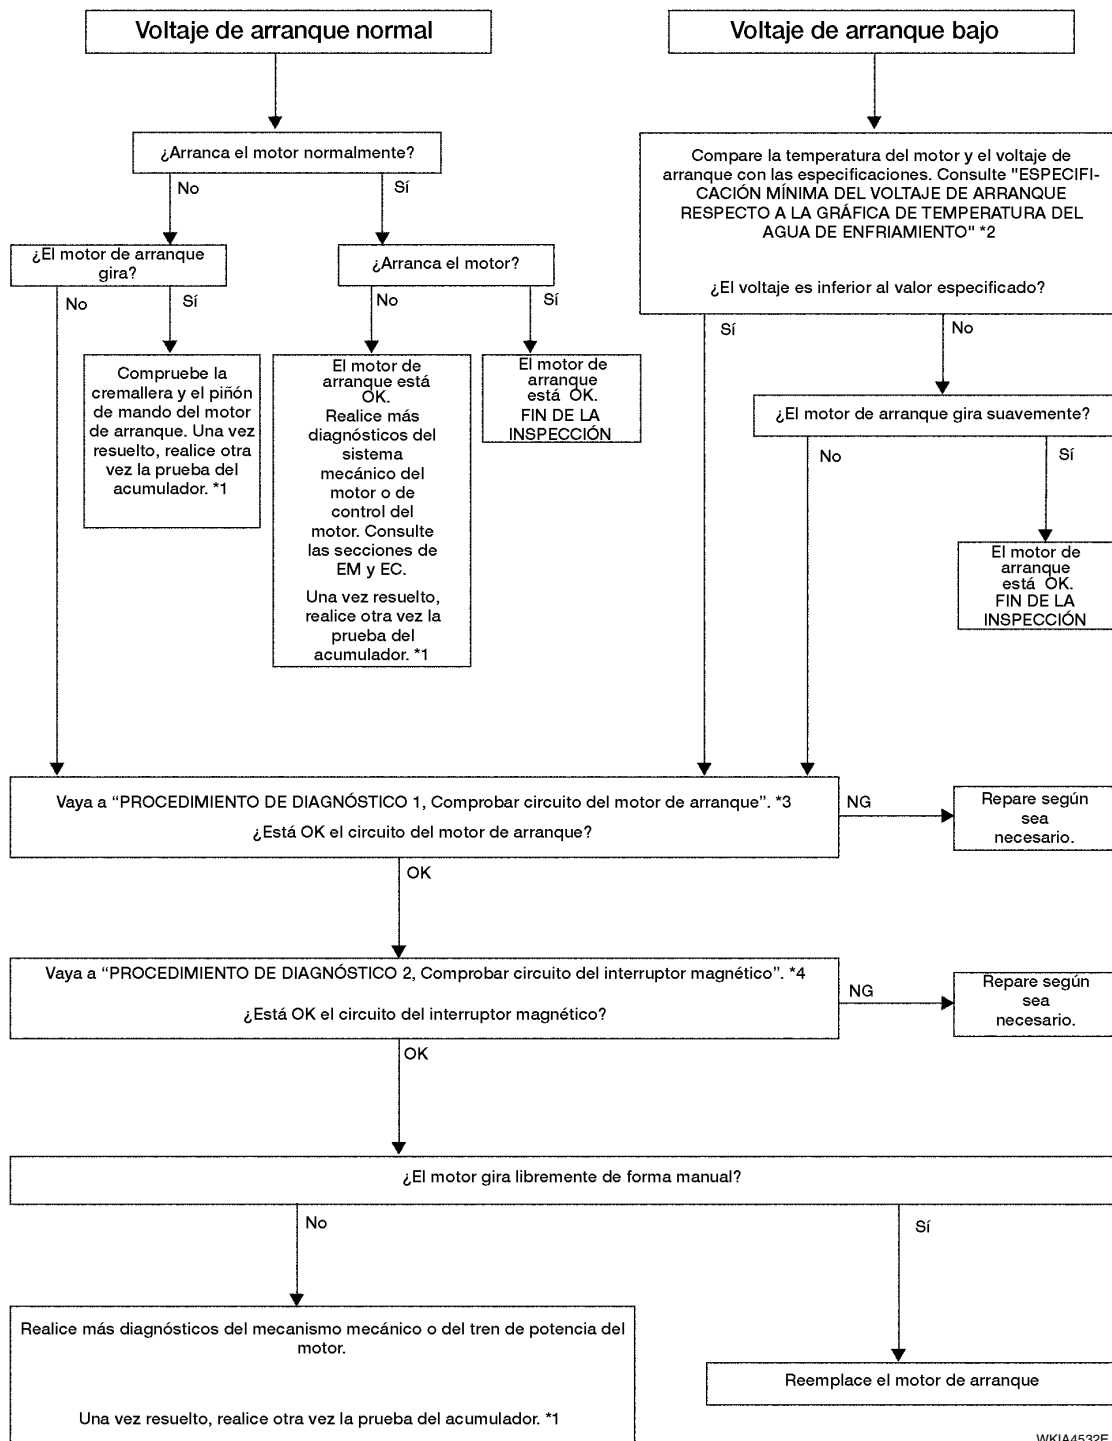 Voltaje de arranque normal
Voltaje de arranque bajo
¿Arranca el motor normalmente?
No
Sí
¿El motor de arranque
gira?
No
Sí
¿Arranca el motor?
No
Sí
Compruebe la
cremallera y el piñón
de mando del motor
de arranque. Una vez
resuelto, realice otra
vez la prueba del
acumulador. *1
El motor de
arranque está
OK.
Realice más
diagnósticos del
sistema
mecánico del
motor o de
control del
motor. Consulte
las secciones de
EM y EC.
Una vez resuelto,
realice otra vez la
prueba del
acumulador. *1
El motor de
arranque
está OK.
FIN DE LA
INSPECCIÓN
Compare la temperatura del motor y el voltaje de
arranque con las especificaciones. Consulte "ESPECIFI-
CACIÓN MÍNIMA DEL VOLTAJE DE ARRANQUE
RESPECTO A LA GRÁFICA DE TEMPERATURA DEL
AGUA DE ENFRIAMIENTO" *2
¿El voltaje es inferior al valor especificado?
Sí
No
¿El motor de arranque gira suavemente?
No
Sí
El motor de
arranque
está OK.
FIN DE LA
INSPECCIÓN
Vaya a “PROCEDIMIENTO DE DIAGNÓSTICO 1, Comprobar circuito del motor de arranque”. *3
¿Está OK el circuito del motor de arranque?
NG
Repare según
sea
necesario.
OK
Vaya a “PROCEDIMIENTO DE DIAGNÓSTICO 2, Comprobar circuito del interruptor magnético”. *4
¿Está OK el circuito del interruptor magnético?
NG
Repare según
sea
necesario.
OK
¿El motor gira libremente de forma manual?
No
Sí
Realice más diagnósticos del mecanismo mecánico o del tren de potencia del
motor.
Una vez resuelto, realice otra vez la prueba del acumulador. *1
Reemplace el motor de arranque
WKIA4532E